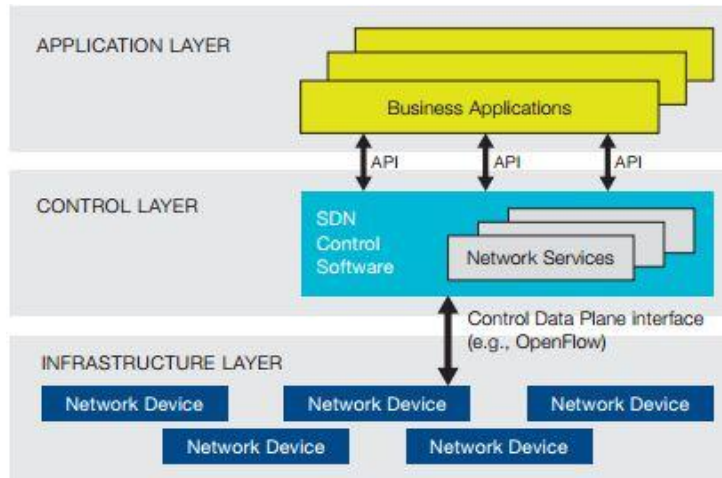 APPLICATION LAYER
Business Applications
API
API
API
CONTROL LAYER
SDN
Control
Software
Network Services
Control Data Plane interface
(e.g., OpenFlow)
INFRASTRUCTURE LAYER
Network Device
Network Device
Network Device
Network Device
Network Device